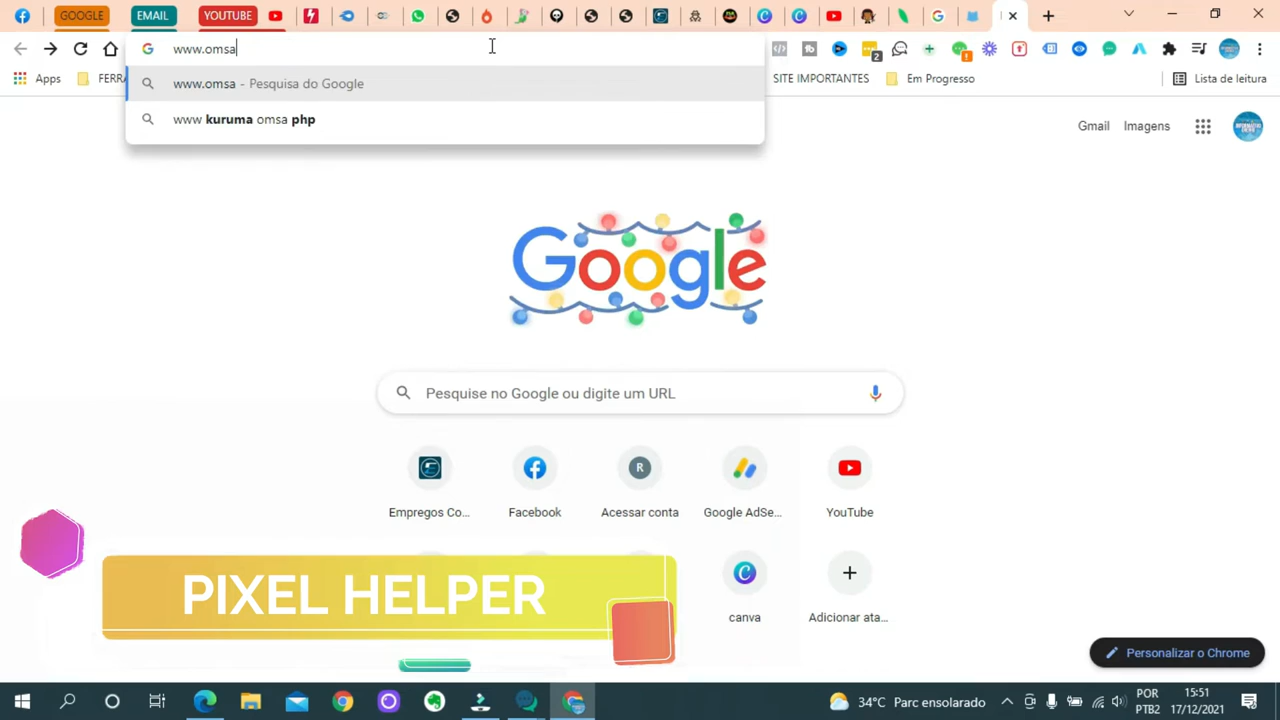 GOOGLE EMAIL YOUTUBE
www.omsa
2
www.omsa - Pesquisa do Google
www kuruma omsa php
Apps
SITE IMPORTANTES
Em Progresso
Lista de leitura
Gmail Imagens
Google
Pesquise no Google ou digite um URL
R
Empregos Co... Facebook Acessar conta Google AdSe... YouTube
PIXEL HELPER
canva Adicionar ata...
Personalizar o Chrome
34°C Parc ensolarado
POR
PTB2
15:51
17/12/2021